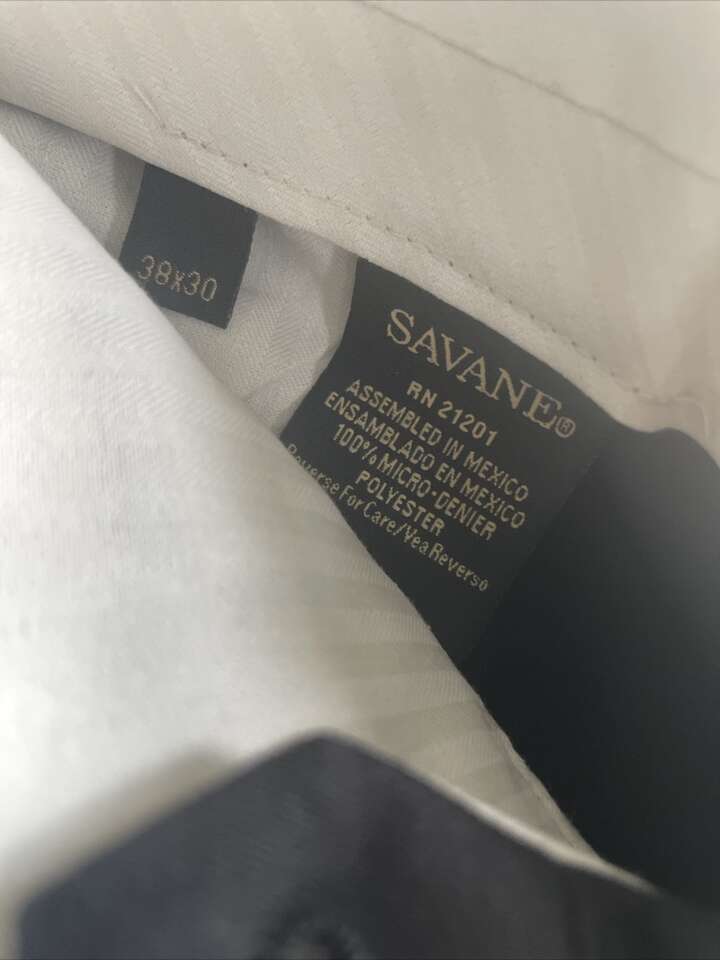 38x30
SAVANE®
RN 21201
ASSEMBLED IN MEXICO
ENSAMBLADO EN MEXICO
100% MICRO-DENIER
POLYESTER
Reverse For Care/Vea Reverso